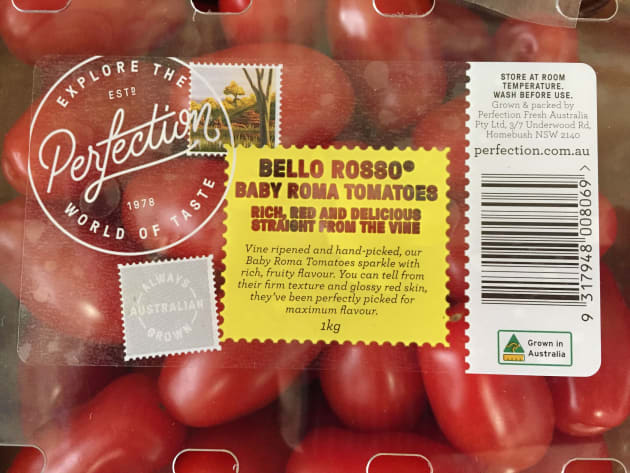 EXPLORE THE
ESTD
Perfection
1978
WORLD OF TASTE
ALWAYS
AUSTRALIAN
GROWN
BELLO ROSSO
BABY ROMA TOMATOES
RICH, RED AND DELICIOUS
STRAIGHT FROM THE VINE
Vine ripened and hand-picked, our
Baby Roma Tomatoes sparkle with
rich, fruity flavour. You can tell from
their firm texture and glossy red skin,
they've been perfectly picked for
maximum flavour.
1kg
STORE AT ROOM
TEMPERATURE.
WASH BEFORE USE.
Grown & packed by
Perfection Fresh Australia
Pty Ltd, 3/7 Underwood Rd,
Homebush NSW 2140
perfection.com.au
9 317948 008069 >
Grown in
Australia